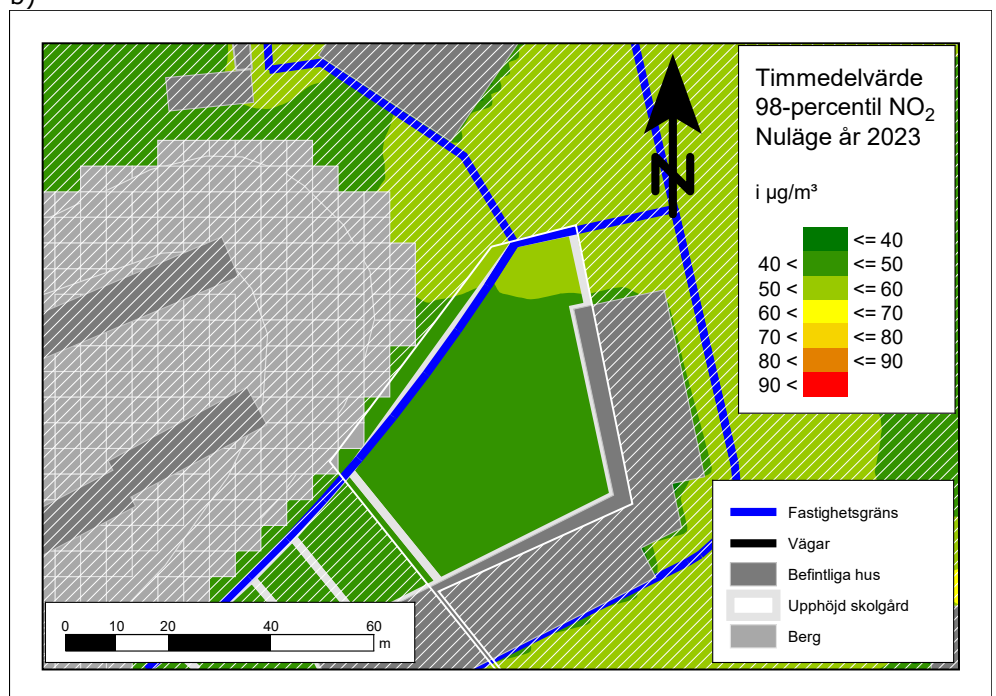 b)
Timmedelvärde
98-percentil NO₂
Nuläge år 2023
i µg/m³
<= 40
40 < <= 50
50 < <= 60
60 < <= 70
70 < <= 80
80 < <= 90
90 <
N
Fastighetsgräns
Vägar
Befintliga hus
Upphöjd skolgård
Berg
0 10 20 40 60
m